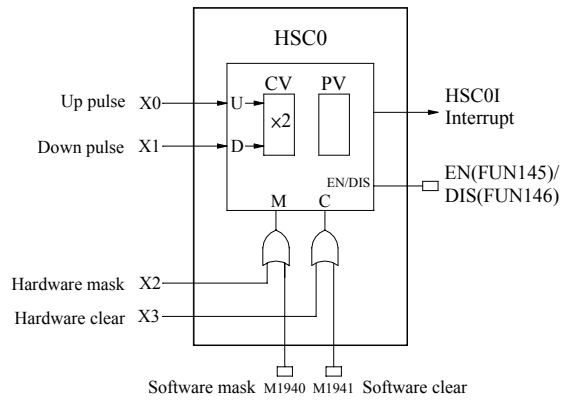 HSC0
CV PV
Up pulse X0 U ×2
HSC0I
Interrupt
Down pulse X1 D
EN/DIS
EN(FUN145)/
DIS(FUN146)
M C
Hardware mask X2
Hardware clear X3
Software mask M1940 M1941 Software clear